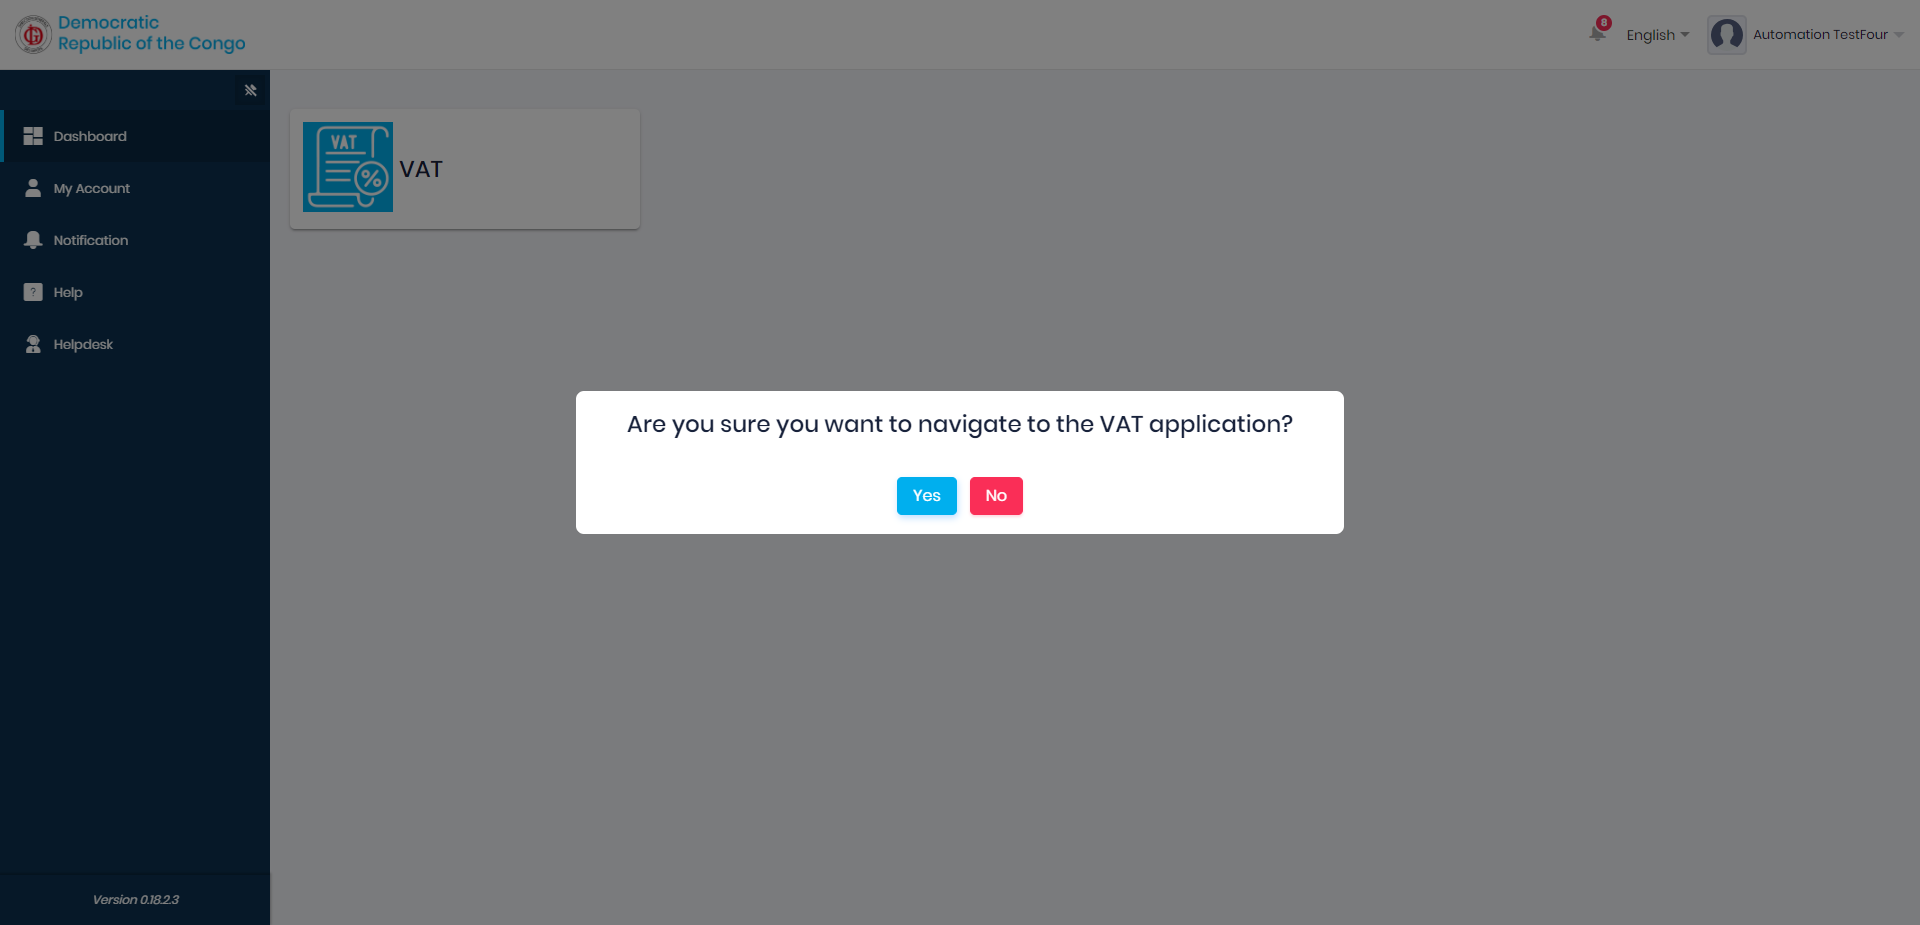 Democratic
Republic of the Congo
8
English
Automation TestFour
Dashboard
My Account
Notification
?
Help
Helpdesk
VAT
%
VAT
Are you sure you want to navigate to the VAT application?
Yes
No
Version 0.18.2.3